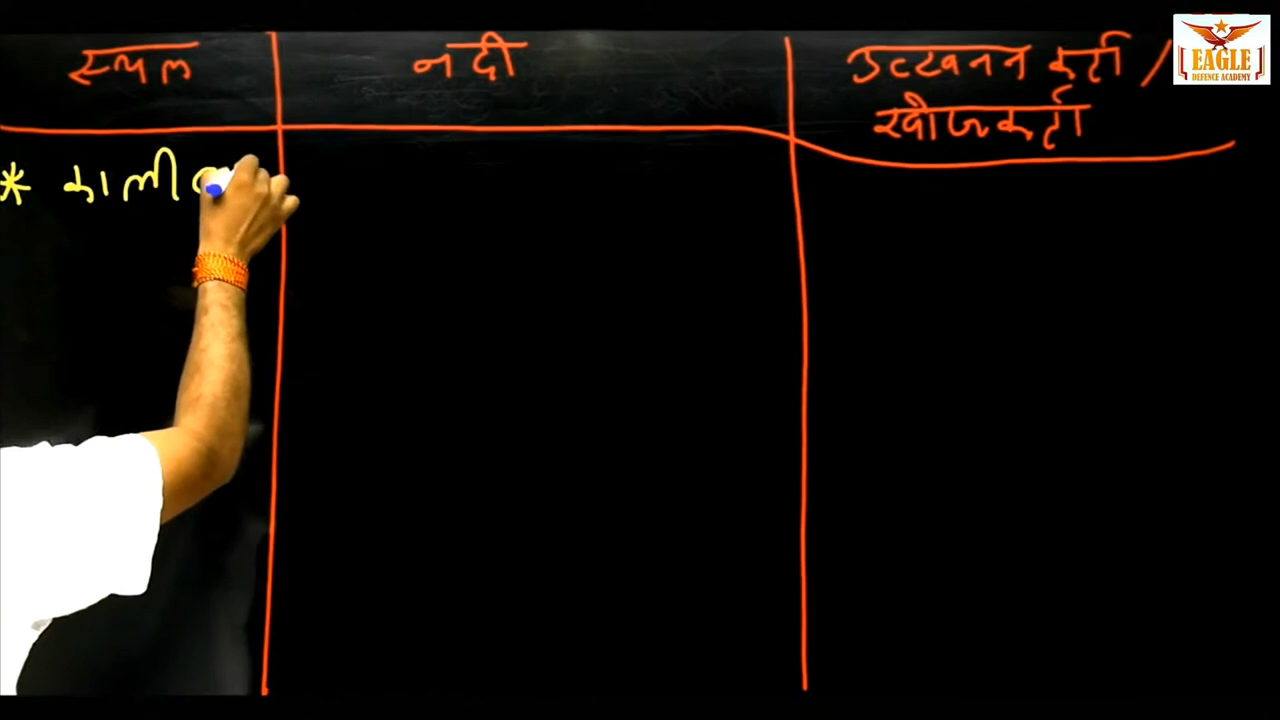 स्थल
नदी
उत्खनन कर्ता /
खोजकर्ता
* काली
EAGLE
DEFENCE ACADEMY